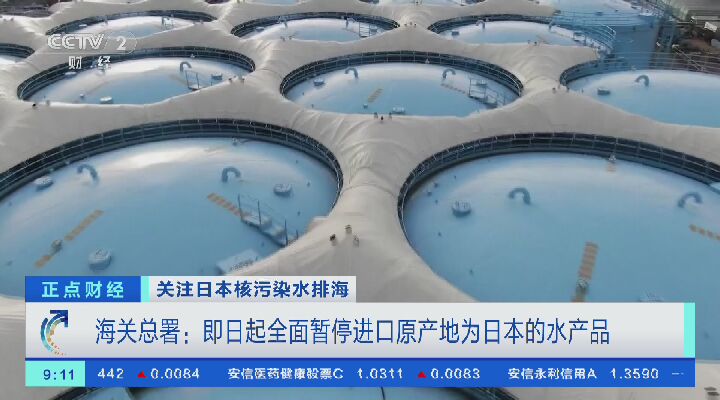 CCTV 2
财经
正点财经
关注日本核污染水排海
海关总署：即日起全面暂停进口原产地为日本的水产品
9:11 442 ▲ 0.0084 安信医药健康股票C 1.0311 ▲ 0.0083 安信永利信用A 1.3590 —